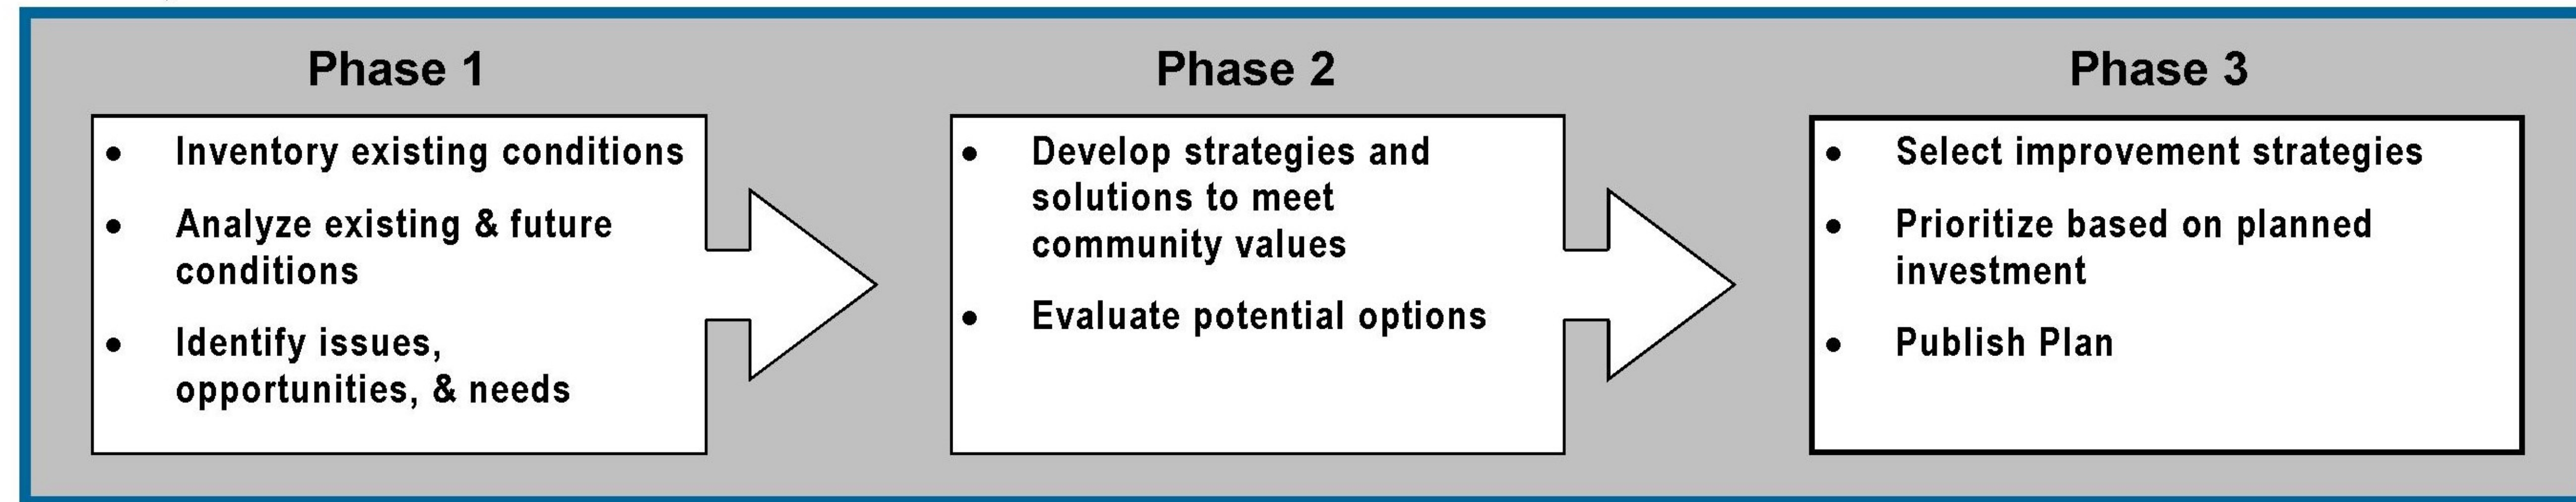 Phase 1
Inventory existing conditions
Analyze existing & future
conditions
Identify issues,
opportunities, & needs
Phase 2
Develop strategies and
solutions to meet
community values
Evaluate potential options
Phase 3
Select improvement strategies
Prioritize based on planned
investment
Publish Plan